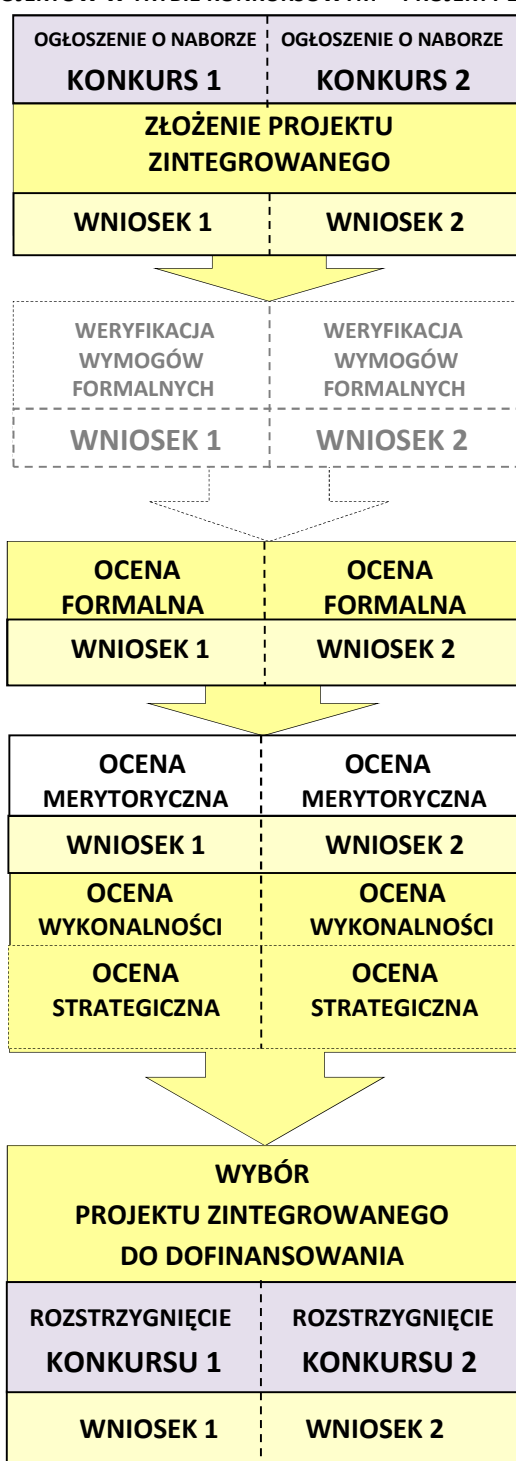 OGŁOSZENIE O NABORZE OGŁOSZENIE O NABORZE
KONKURS 1 KONKURS 2
ZŁOŻENIE PROJEKTU
ZINTEGROWANEGO
WNIOSEK 1 WNIOSEK 2
WERYFIKACJA WERYFIKACJA
WYMOGÓW WYMOGÓW
FORMALNYCH FORMALNYCH
WNIOSEK 1 WNIOSEK 2
OCENA OCENA
FORMALNA FORMALNA
WNIOSEK 1 WNIOSEK 2
OCENA OCENA
MERYTORYCZNA MERYTORYCZNA
WNIOSEK 1 WNIOSEK 2
OCENA OCENA
WYKONALNOŚCI WYKONALNOŚCI
OCENA OCENA
STRATEGICZNA STRATEGICZNA
WYBÓR
PROJEKTU ZINTEGROWANEGO
DO DOFINANSOWANIA
ROZSTRZYGNIĘCIE ROZSTRZYGNIĘCIE
KONKURSU 1 KONKURSU 2
WNIOSEK 1 WNIOSEK 2